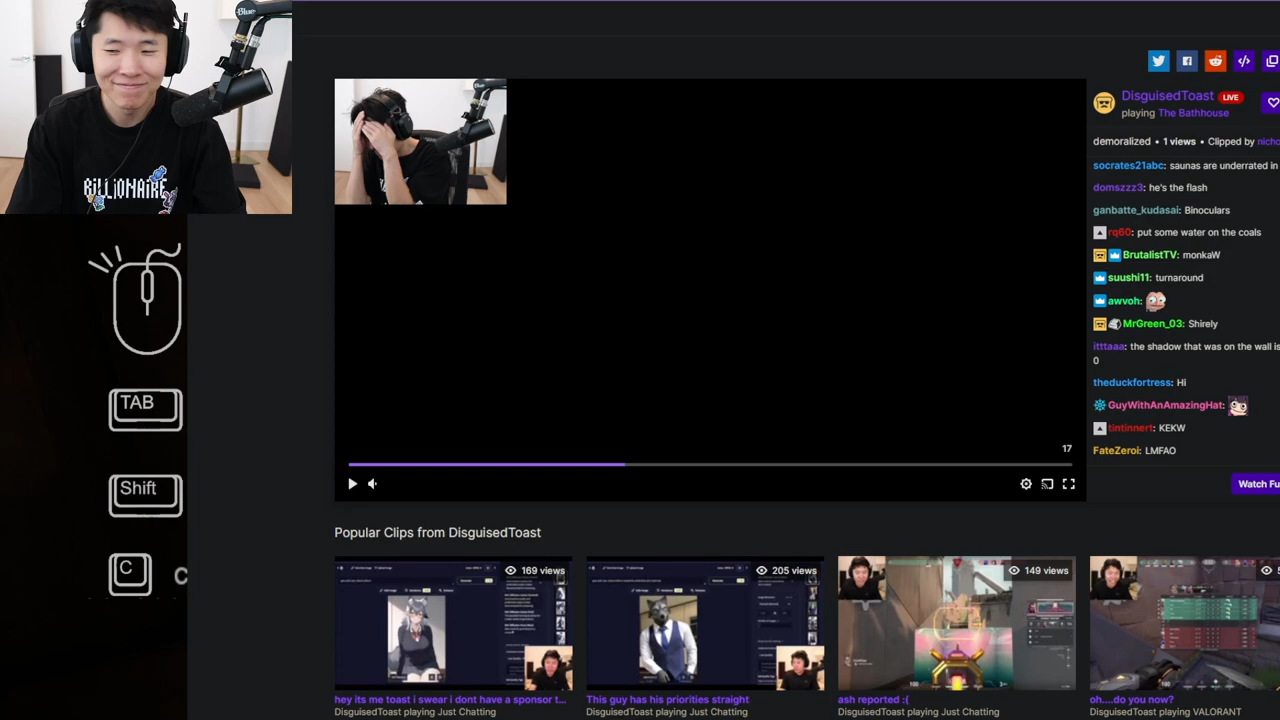 Blue
BILLIONAIRE
TAB
Shift
C
DisguisedToast LIVE
playing The Bathhouse
demoralized • 1 views • Clipped by
socrates21abc: saunas are underrated in
domszzz3: he's the flash
ganbatte_kudasai: Binoculars
rq60: put some water on the coals
BrutalistTV: monkaW
suushi11: turnaround
awvoh:
MrGreen_03: Shirely
itttaaa: the shadow that was on the wall is
0
theduckfortress: Hi
GuyWithAnAmazingHat:
tintinnert: KEKW
FateZeroi: LMFAO
17
Watch
Popular Clips from DisguisedToast
169 views
205 views
149 views
hey its me toast i swear i dont have a sponsor t...
This guy has his priorities straight
ash reported :(
oh....do you now?
DisguisedToast playing Just Chatting
DisguisedToast playing Just Chatting
DisguisedToast playing Just Chatting
DisguisedToast playing VALORANT